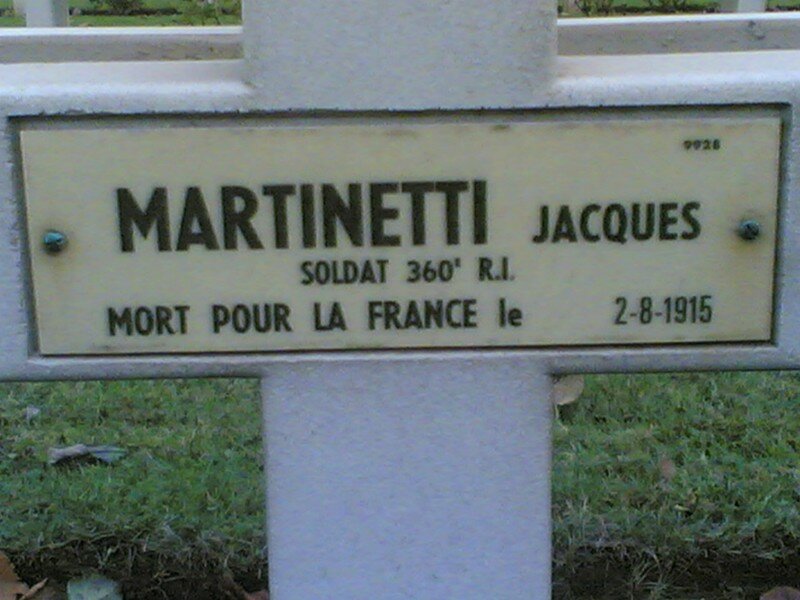 9928
MARTINETTI JACQUES
SOLDAT 360' R.I.
MORT POUR LA FRANCE le 2-8-1915